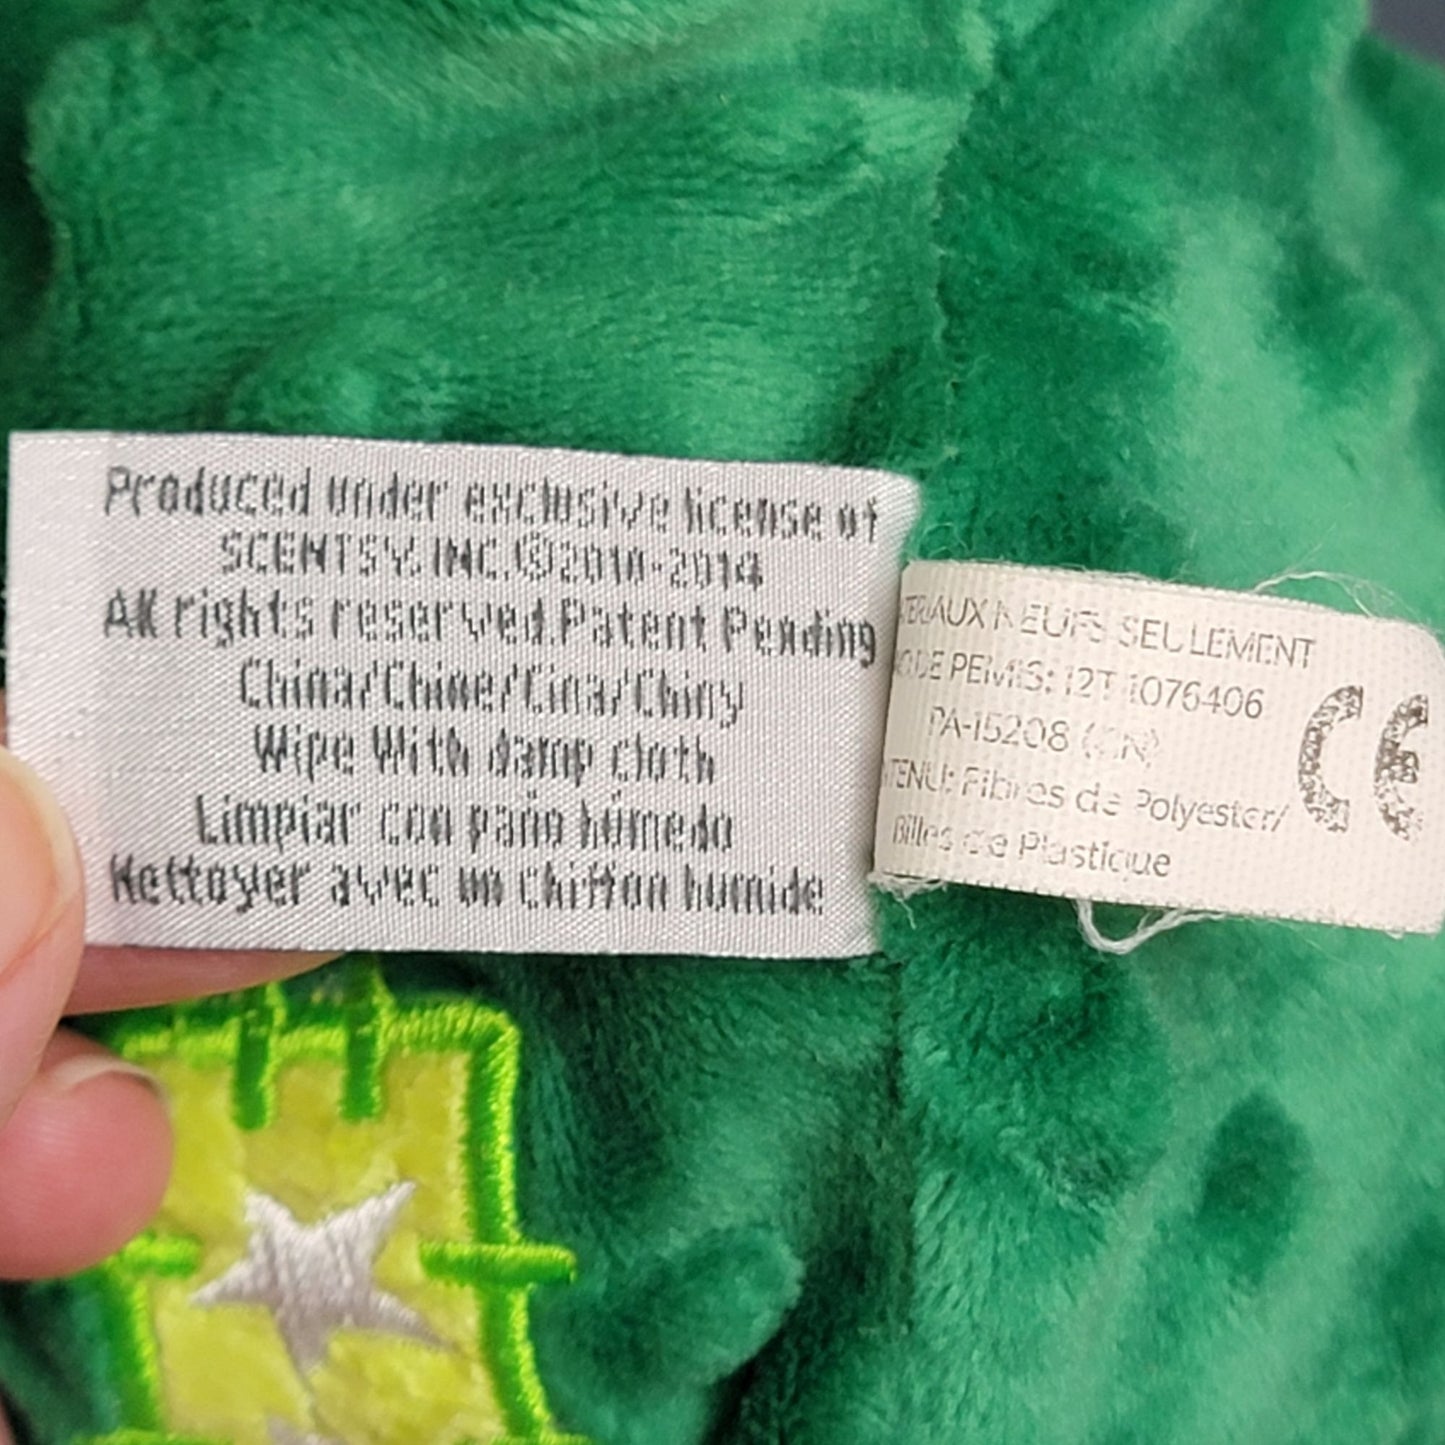 Produced under exclusive license of
SCENTSY, INC.©2010-2014
All rights reserved.Patent Pending
China/Chine/Cina/Chiny
Wipe With damp cloth
Limpiar con paño húmedo
Nettoyer avec un chiffon humide
NEUFS SEULEMENT
DE PERMIS: 12T-1076406
PA-15208 (CN)
Fibres de Polyester/
Billes de Plastique
CE